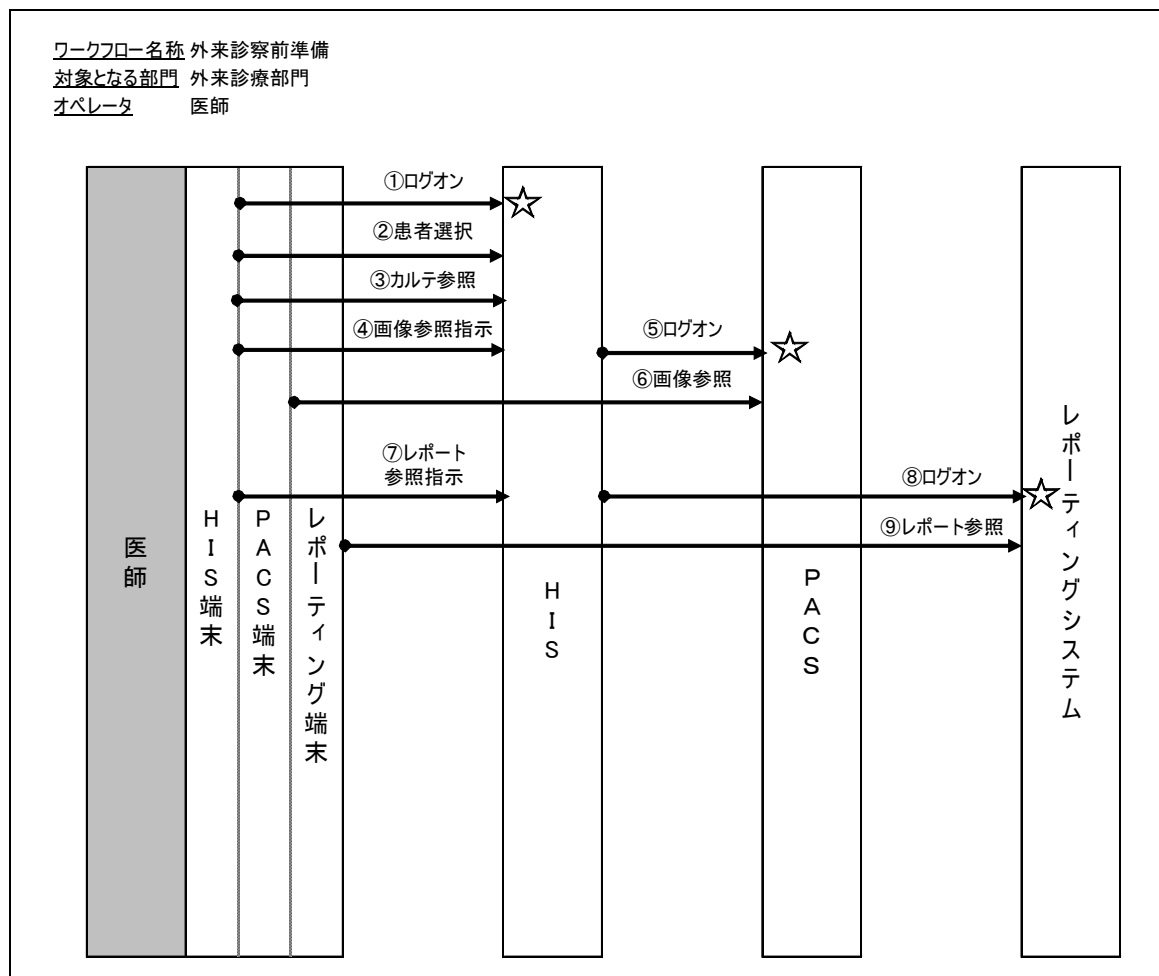 ワークフロー名称 外来診察前準備
対象となる部門 外来診療部門
オペレータ 医師
①ログオン
②患者選択
③カルテ参照
④画像参照指示
⑤ログオン
⑥画像参照
⑦レポート
参照指示
⑧ログオン
⑨レポート参照
医師
HIS端末
PACS端末
レポーティング端末
HIS
PACS
レポーティングシステム